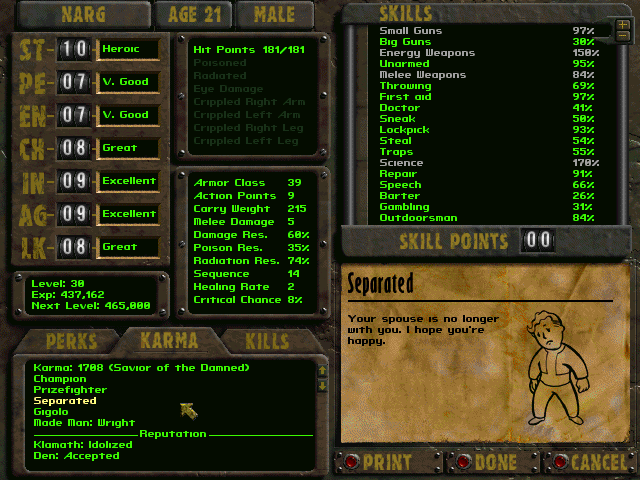 NARG
AGE 21
MALE
ST 10 Heroic
PE 07 V. Good
EN 07 V. Good
CH 08 Great
IN 09 Excellent
AG 09 Excellent
LK 08 Great
Level: 30
Exp: 437,162
Next Level: 465,000
Hit Points 181/181
Poisoned
Radiated
Eye Damage
Crippled Right Arm
Crippled Left Arm
Crippled Right Leg
Crippled Left Leg
Armor Class 39
Action Points 9
Carry Weight 215
Melee Damage 5
Damage Res. 60%
Poison Res. 35%
Radiation Res. 74%
Sequence 14
Healing Rate 2
Critical Chance 8%
SKILLS
Small Guns 97%
Big Guns 30%
Energy Weapons 150%
Unarmed 95%
Melee Weapons 84%
Throwing 69%
First aid 97%
Doctor 41%
Sneak 50%
Lockpick 93%
Steal 54%
Traps 55%
Science 170%
Repair 91%
Speech 66%
Barter 26%
Gambling 31%
Outdoorsman 84%
SKILL POINTS 00
PERKS
KARMA
KILLS
Karma: 1708 (Savior of the Damned)
Champion
Prizefighter
Separated
Gigolo
Made Man: Wright
Reputation
Klamath: Idolized
Den: Accepted
Separated
Your spouse is no longer
with you. I hope you're
happy.
PRINT
DONE
CANCEL